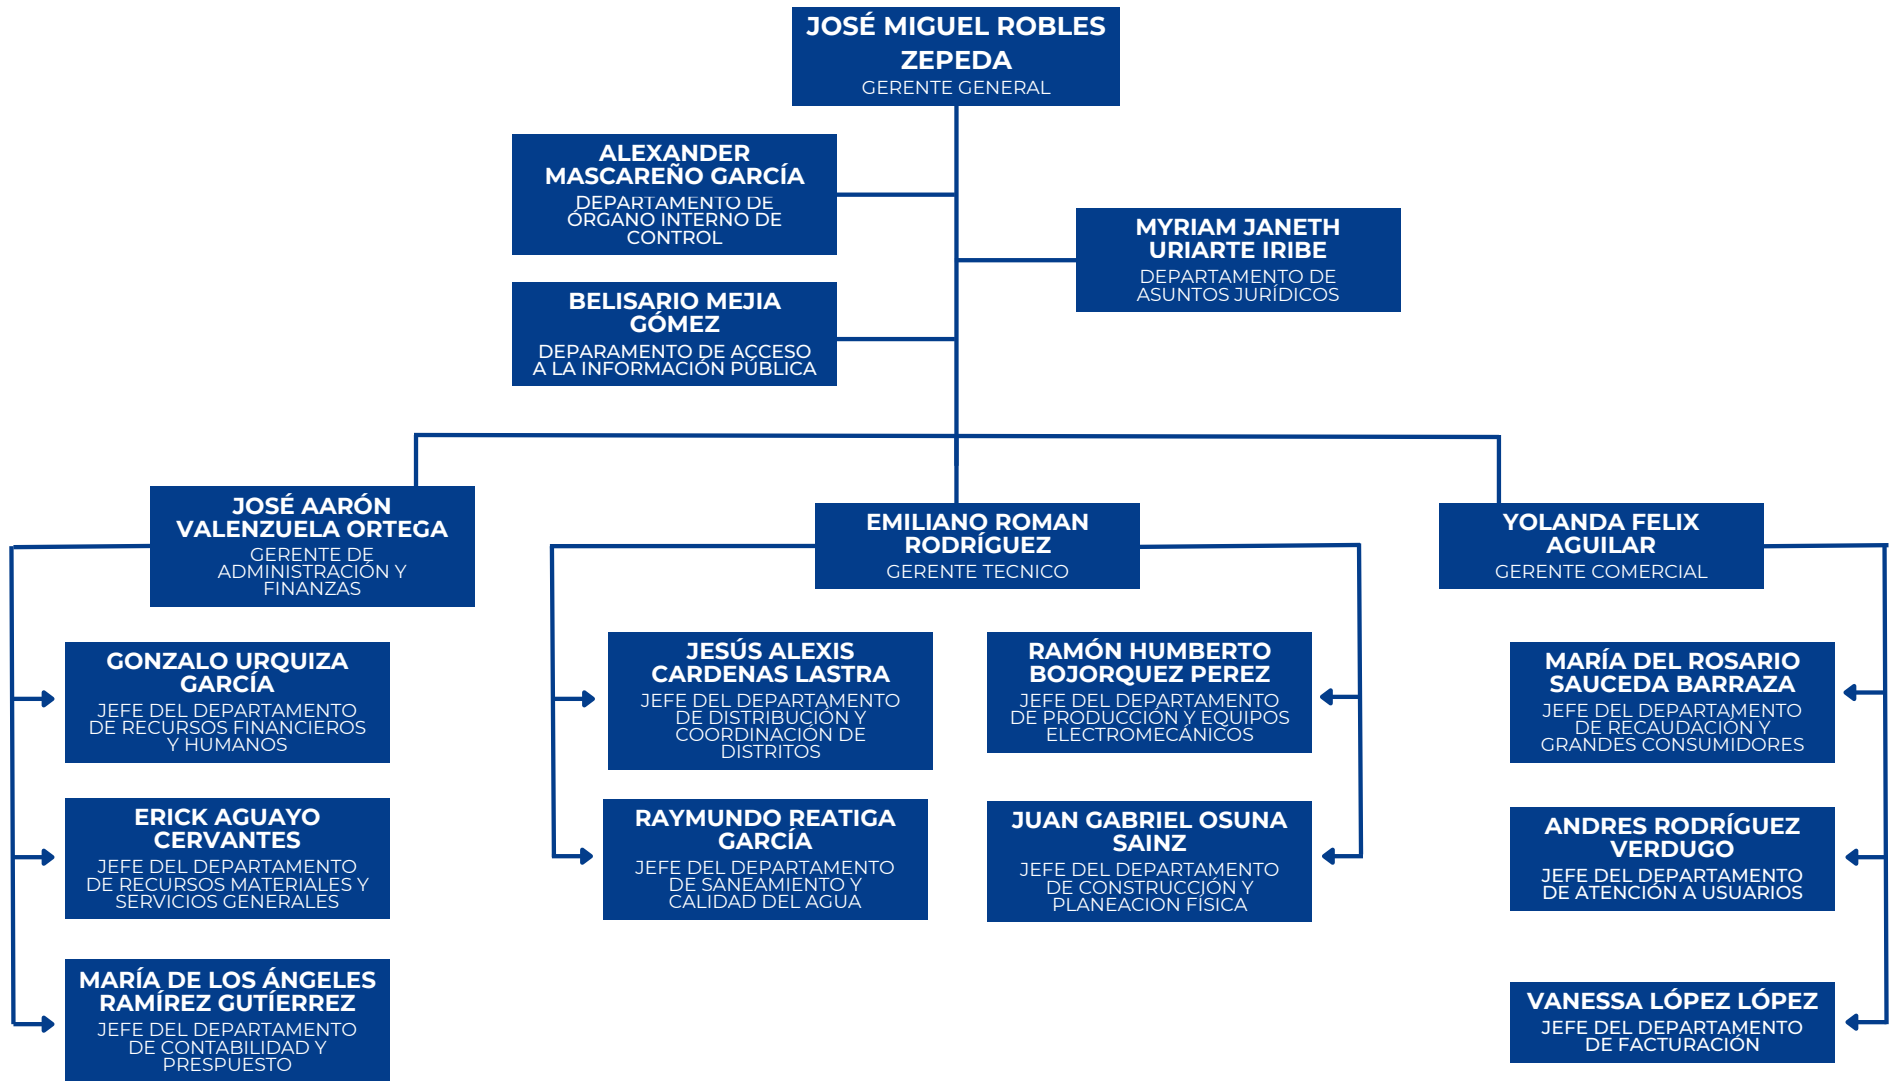 JOSÉ MIGUEL ROBLES
ZEPEDA
GERENTE GENERAL
ALEXANDER
MASCAREÑO GARCÍA
DEPARTAMENTO DE
ÓRGANO INTERNO DE
CONTROL
MYRIAM JANETH
URIARTE IRIBE
DEPARTAMENTO DE
ASUNTOS JURÍDICOS
BELISARIO MEJIA
GÓMEZ
DEPARAMENTO DE ACCESO
A LA INFORMACIÓN PÚBLICA
JOSÉ AARÓN
VALENZUELA ORTEGA
GERENTE DE
ADMINISTRACIÓN Y
FINANZAS
EMILIANO ROMAN
RODRÍGUEZ
GERENTE TECNICO
YOLANDA FELIX
AGUILAR
GERENTE COMERCIAL
GONZALO URQUIZA
GARCÍA
JEFE DEL DEPARTAMENTO
DE RECURSOS FINANCIEROS
Y HUMANOS
JESÚS ALEXIS
CARDENAS LASTRA
JEFE DEL DEPARTAMENTO
DE DISTRIBUCIÓN Y
COORDINACIÓN DE
DISTRITOS
RAMÓN HUMBERTO
BOJORQUEZ PEREZ
JEFE DEL DEPARTAMENTO
DE PRODUCCIÓN Y EQUIPOS
ELECTROMECÁNICOS
MARÍA DEL ROSARIO
SAUCEDA BARRAZA
JEFE DEL DEPARTAMENTO
DE RECAUDACIÓN Y
GRANDES CONSUMIDORES
ERICK AGUAYO
CERVANTES
JEFE DEL DEPARTAMENTO
DE RECURSOS MATERIALES Y
SERVICIOS GENERALES
RAYMUNDO REATIGA
GARCÍA
JEFE DEL DEPARTAMENTO
DE SANEAMIENTO Y
CALIDAD DEL AGUA
JUAN GABRIEL OSUNA
SAINZ
JEFE DEL DEPARTAMENTO
DE CONSTRUCCIÓN Y
PLANEACION FÍSICA
ANDRES RODRÍGUEZ
VERDUGO
JEFE DEL DEPARTAMENTO
DE ATENCIÓN A USUARIOS
MARÍA DE LOS ÁNGELES
RAMÍREZ GUTÍERREZ
JEFE DEL DEPARTAMENTO
DE CONTABILIDAD Y
PRESPUESTO
VANESSA LÓPEZ LÓPEZ
JEFE DEL DEPARTAMENTO
DE FACTURACIÓN